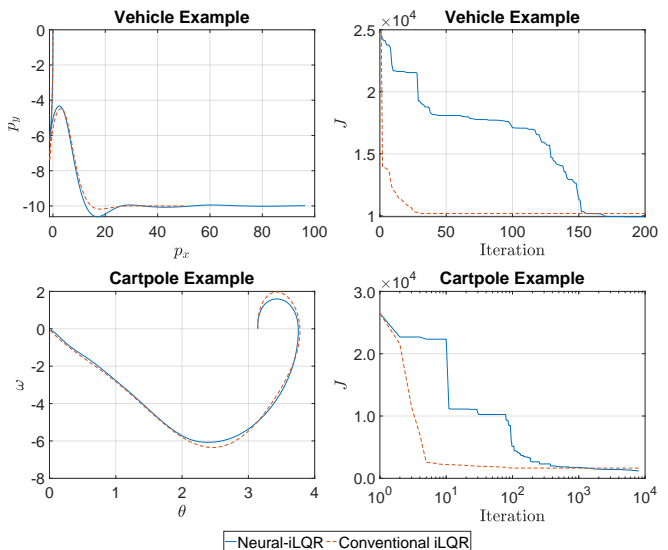 Vehicle Example
0
-2
-4
-6
-8
-10
p_y
0 20 40 60 80 100
p_x
Vehicle Example
×10^4
2.5
2
1.5
1
J
0 50 100 150 200
Iteration
Cartpole Example
2
0
-2
-4
-6
-8
ω
0 1 2 3 4
θ
Cartpole Example
×10^4
3.0
2.0
1.0
0.0
J
10^0 10^1 10^2 10^3 10^4
Iteration
Neural-iLQR Conventional iLQR